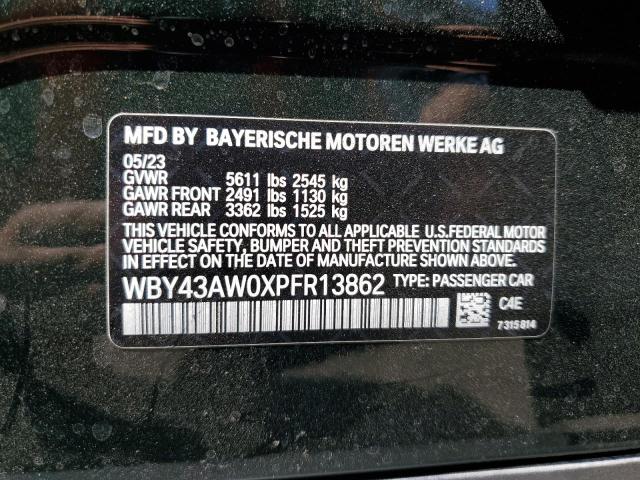 MFD BY BAYERISCHE MOTOREN WERKE AG
05/23
GVWR 5611 lbs 2545 kg
GAWR FRONT 2491 lbs 1130 kg
GAWR REAR 3362 lbs 1525 kg
THIS VEHICLE CONFORMS TO ALL APPLICABLE U.S.FEDERAL MOTOR
VEHICLE SAFETY, BUMPER AND THEFT PREVENTION STANDARDS
IN EFFECT ON THE DATE OF MANUFACTURE SHOWN ABOVE.
WBY43AW0XPFR13862 TYPE: PASSENGER CAR
C4E
7315814